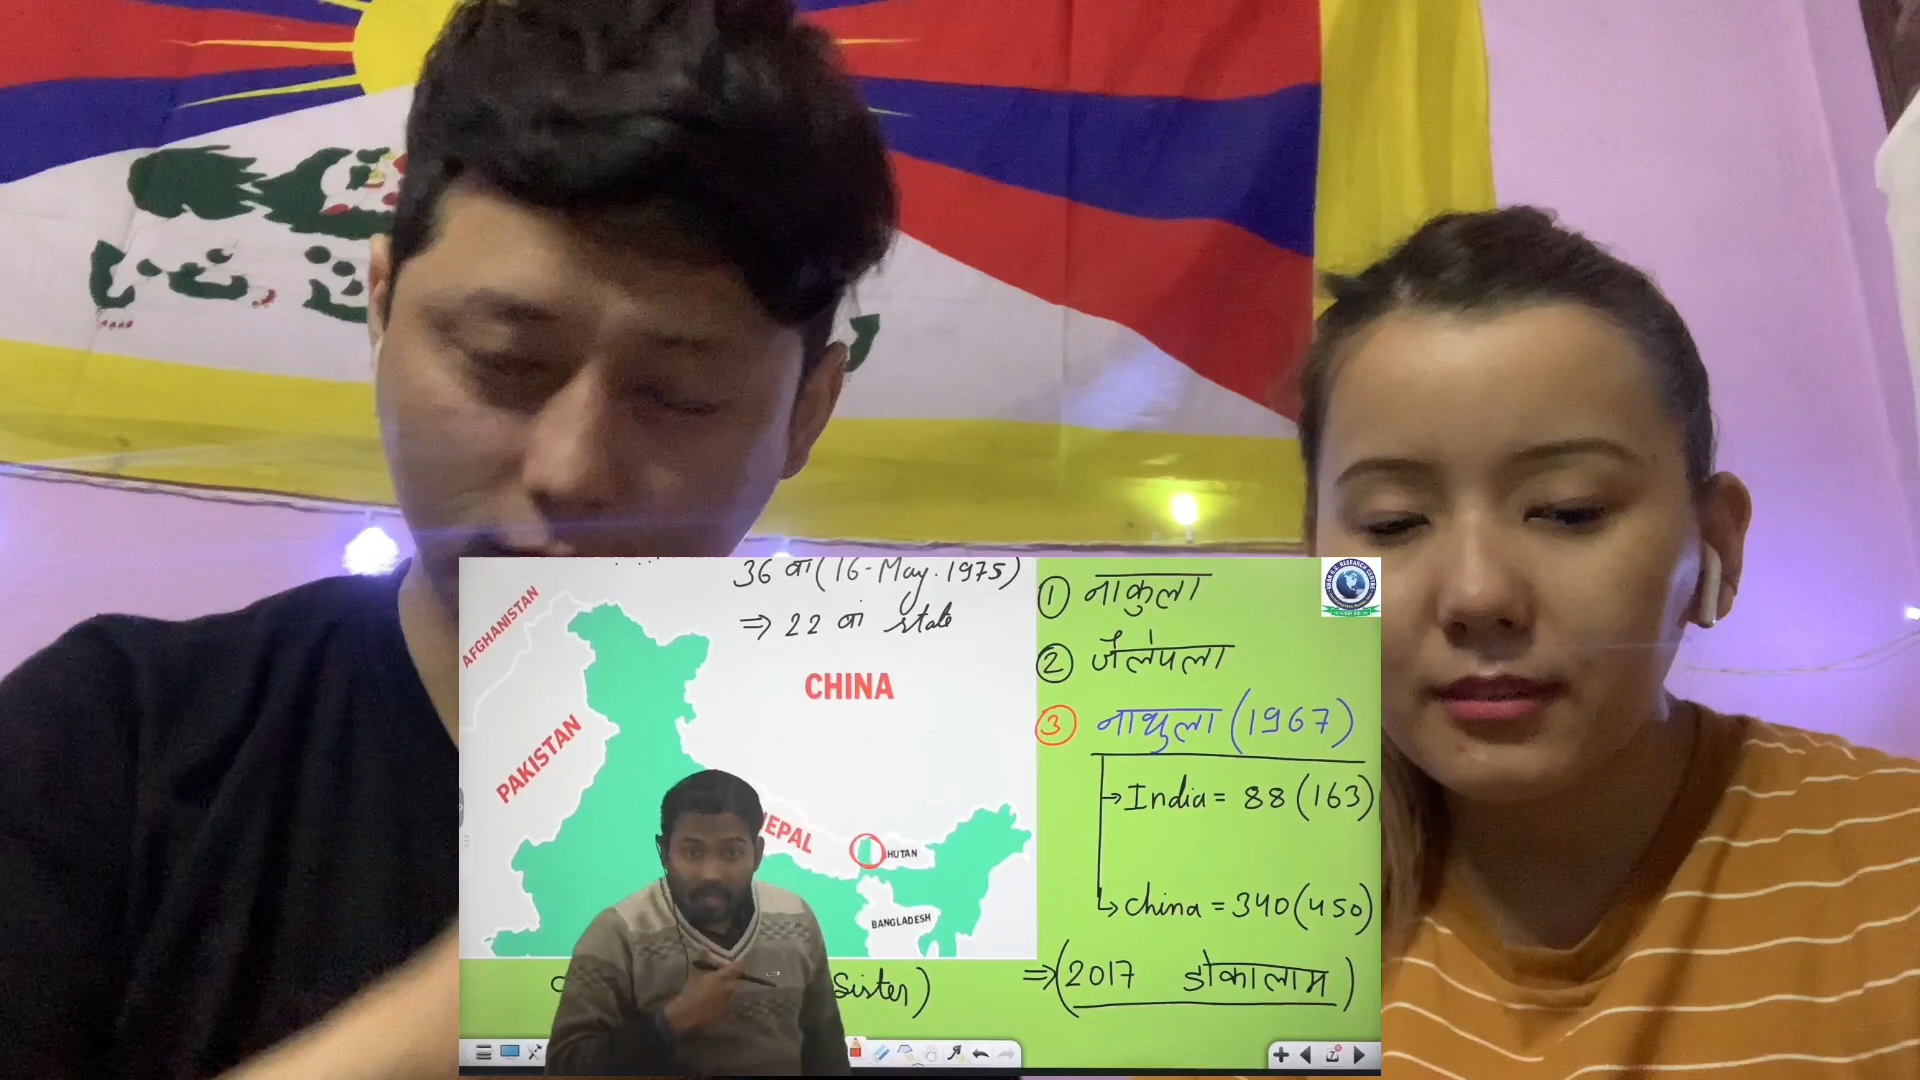 36 वा (16-May.1975)
⇒ 22 वां state
AFGHANISTAN
PAKISTAN
CHINA
EPAL
HUTAN
BANGLADESH
Sister)
① नाकुला
② जैलेपला
③ नाथुला (1967)
→ India = 88 (163)
→ China = 340 (450)
⇒ (2017 डोकालाम)